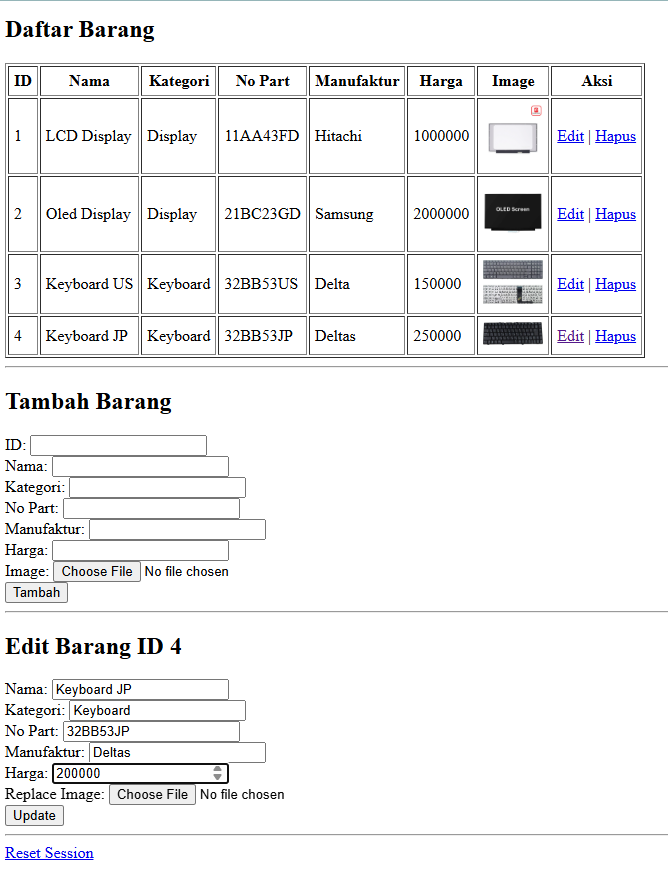 Daftar Barang
ID Nama Kategori No Part Manufaktur Harga Image Aksi
1 LCD Display Display 11AA43FD Hitachi 1000000 Edit | Hapus
2 Oled Display Display 21BC23GD Samsung 2000000 OLED Screen Edit | Hapus
3 Keyboard US Keyboard 32BB53US Delta 150000 Edit | Hapus
4 Keyboard JP Keyboard 32BB53JP Deltas 250000 Edit | Hapus
Tambah Barang
ID:
Nama:
Kategori:
No Part:
Manufaktur:
Harga:
Image: Choose File No file chosen
Tambah
Edit Barang ID 4
Nama: Keyboard JP
Kategori: Keyboard
No Part: 32BB53JP
Manufaktur: Deltas
Harga: 200000
Replace Image: Choose File No file chosen
Update
Reset Session